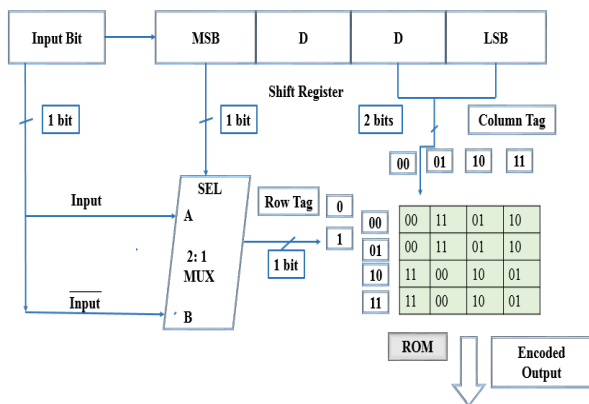 Input Bit
MSB
D
D
LSB
Shift Register
1 bit
1 bit
2 bits
Column Tag
00
01
10
11
SEL
Row Tag
0
00
00 11 01 10
Input
A
1
01
00 11 01 10
2: 1
MUX
1 bit
10
11 00 10 01
Input
B
11
11 00 10 01
ROM
Encoded
Output